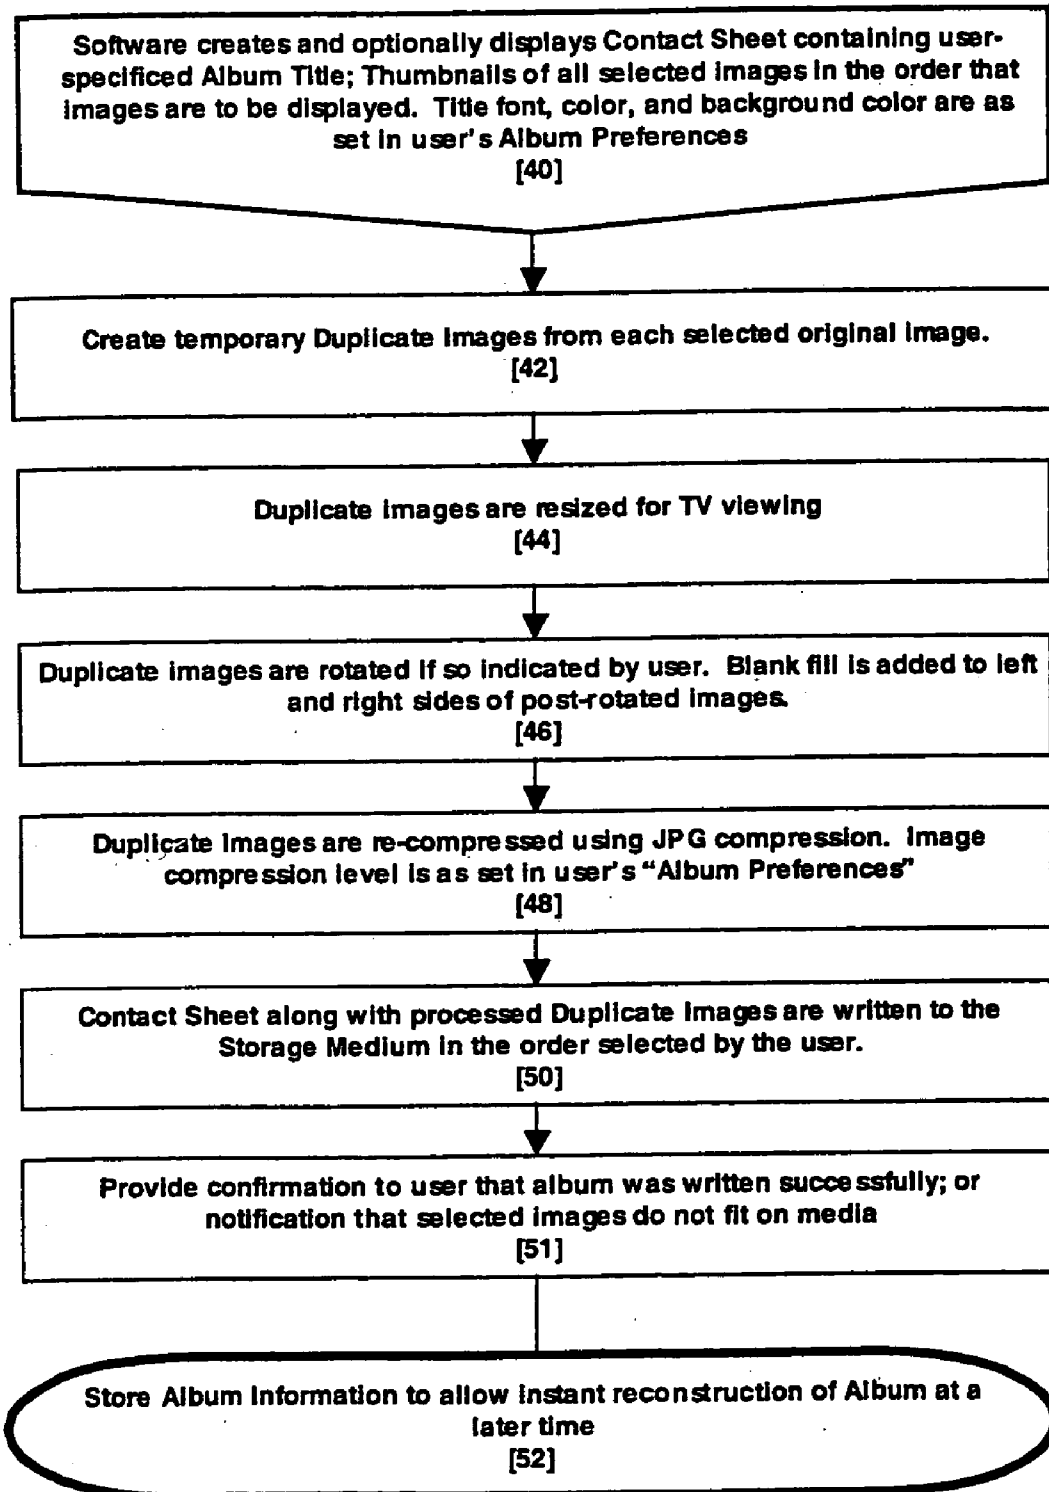 Software creates and optionally displays Contact Sheet containing user-
specificed Album Title; Thumbnails of all selected images in the order that
images are to be displayed. Title font, color, and background color are as
set in user's Album Preferences
[40]
Create temporary Duplicate Images from each selected original image.
[42]
Duplicate images are resized for TV viewing
[44]
Duplicate images are rotated if so indicated by user. Blank fill is added to left
and right sides of post-rotated images.
[46]
Duplicate images are re-compressed using JPG compression. Image
compression level is as set in user's "Album Preferences"
[48]
Contact Sheet along with processed Duplicate Images are written to the
Storage Medium in the order selected by the user.
[50]
Provide confirmation to user that album was written successfully; or
notification that selected images do not fit on media
[51]
Store Album Information to allow instant reconstruction of Album at a
later time
[52]